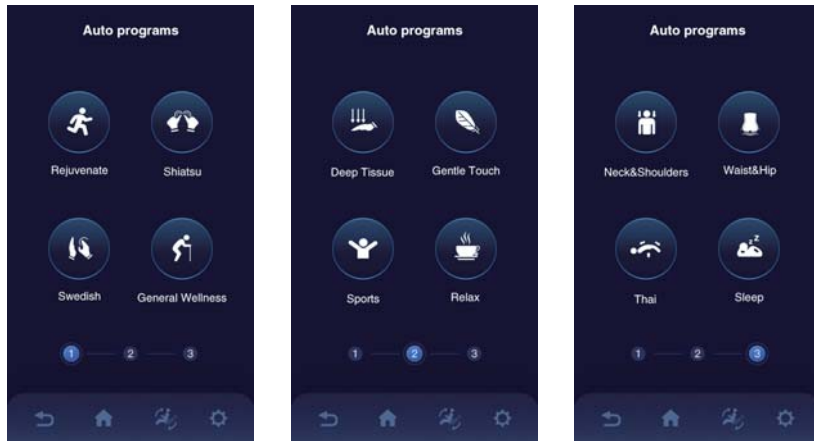 Auto programs
Rejuvenate
Shiatsu
Swedish
General Wellness
1
2
3
Auto programs
Deep Tissue
Gentle Touch
Sports
Relax
1
2
3
Auto programs
Neck&Shoulders
Waist&Hip
Thai
z z
Sleep
1
2
3